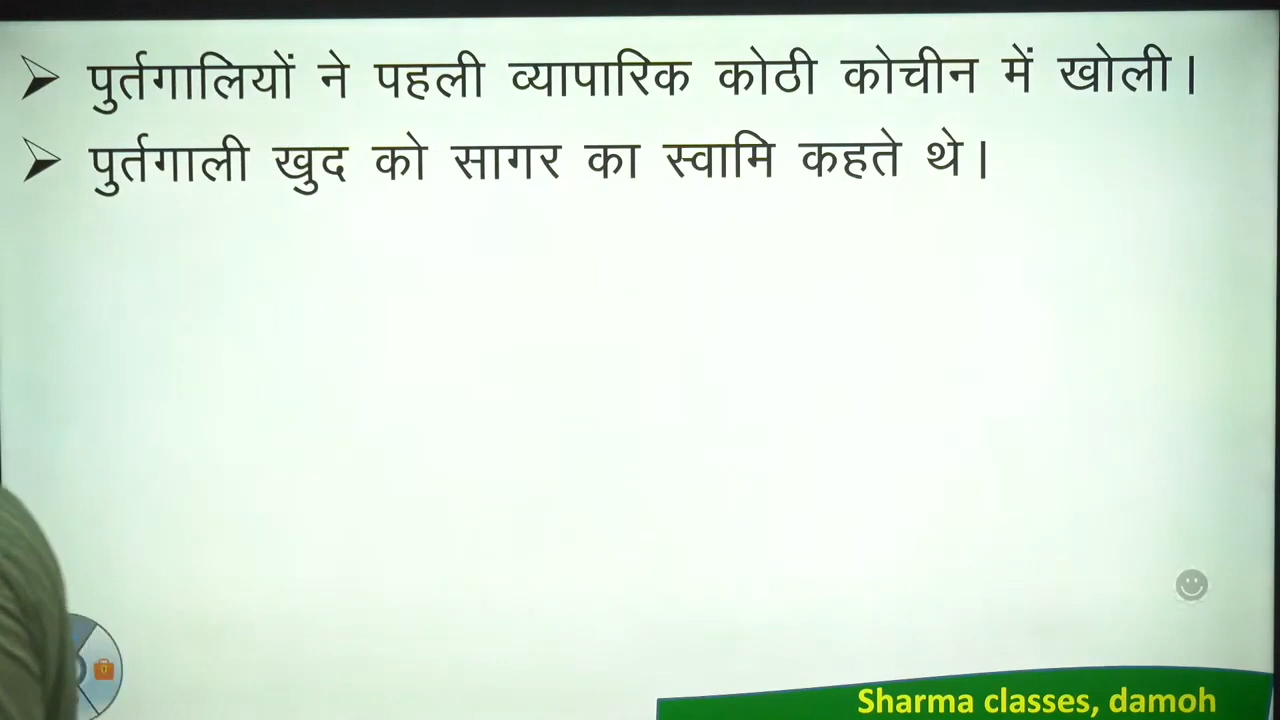 ➢ पुर्तगालियों ने पहली व्यापारिक कोठी कोचीन में खोली।
➢ पुर्तगाली खुद को सागर का स्वामि कहते थे।
Sharma classes, damoh